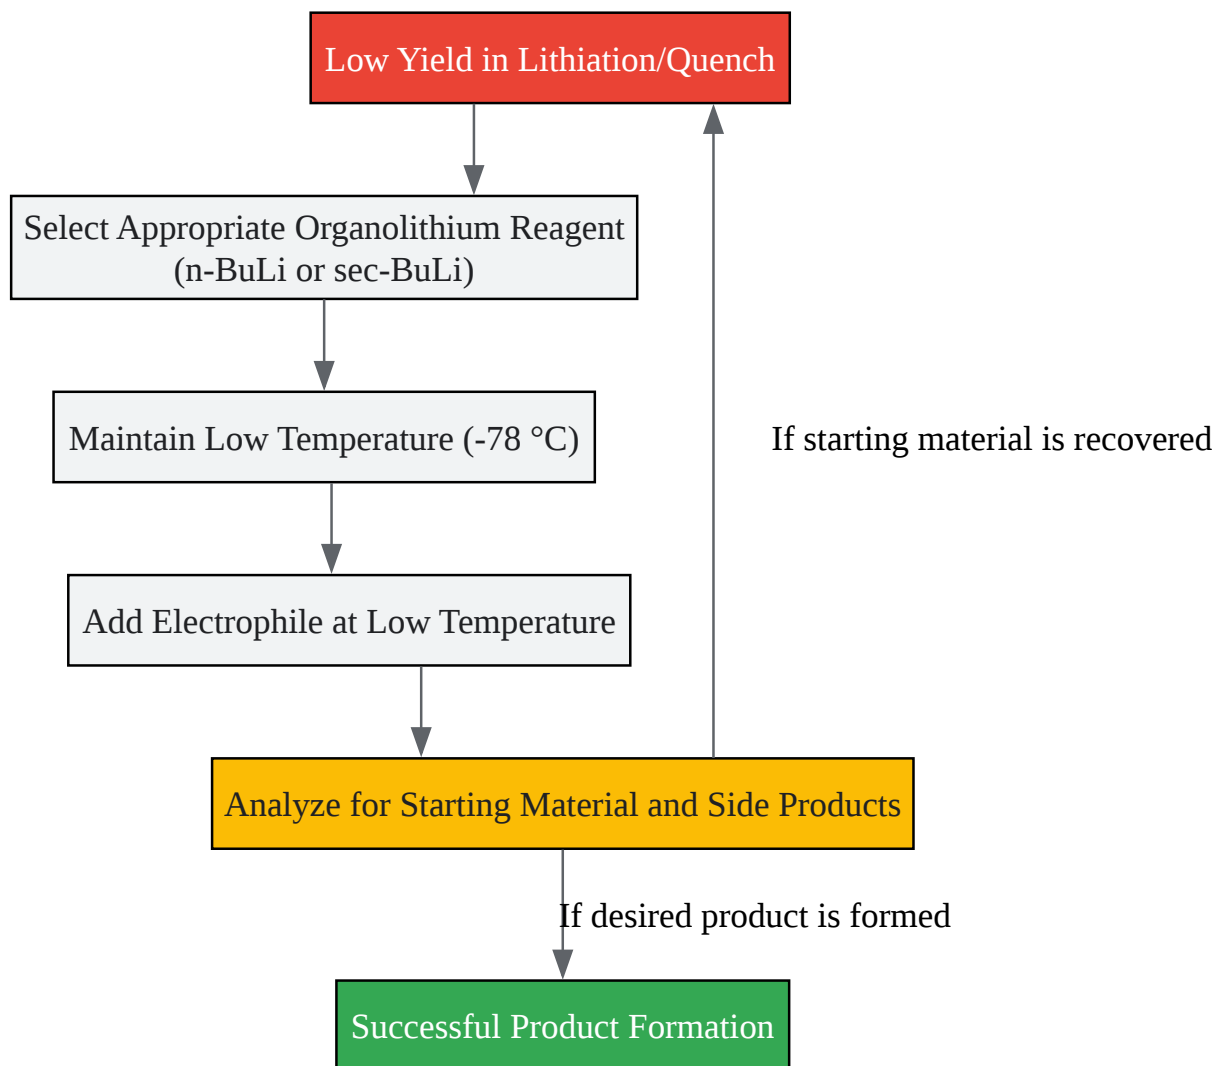 Low Yield in Lithiation/Quench
Select Appropriate Organolithium Reagent
(n-BuLi or sec-BuLi)
Maintain Low Temperature (-78 °C)
If starting material is recovered
Add Electrophile at Low Temperature
Analyze for Starting Material and Side Products
If desired product is formed
Successful Product Formation